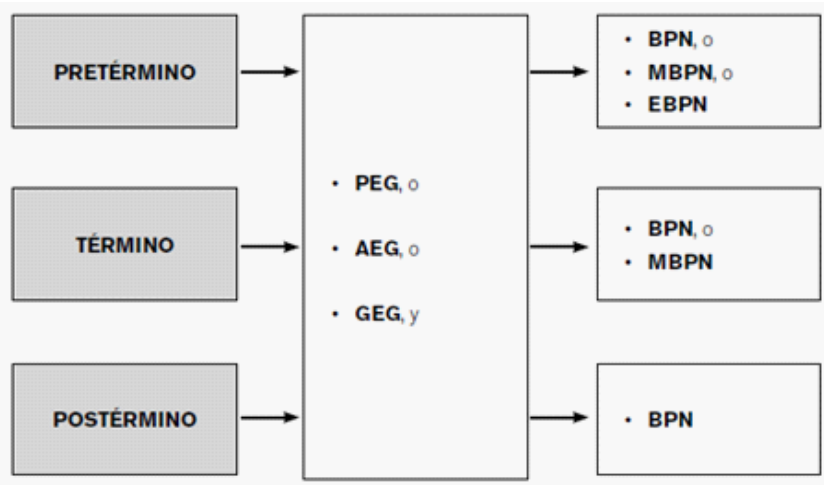 PRETÉRMINO
TÉRMINO
POSTÉRMINO
• PEG, o
• AEG, o
• GEG, y
• BPN, o
• MBPN, o
• EBPN
• BPN, o
• MBPN
• BPN